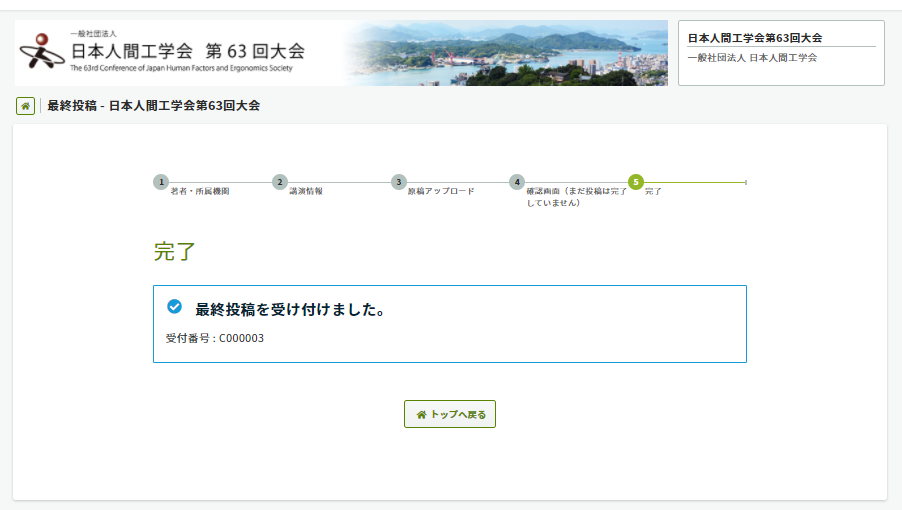 一般社団法人
日本人間工学会 第 63 回大会
The 63rd Conference of Japan Human Factors and Ergonomics Society
日本人間工学会第63回大会
一般社団法人 日本人間工学会
最終投稿 - 日本人間工学会第63回大会
1 著者・所属機関
2 講演情報
3 原稿アップロード
4 確認画面（まだ投稿は完了
していません）
5 完了
完了
最終投稿を受け付けました。
受付番号 : C000003
トップへ戻る